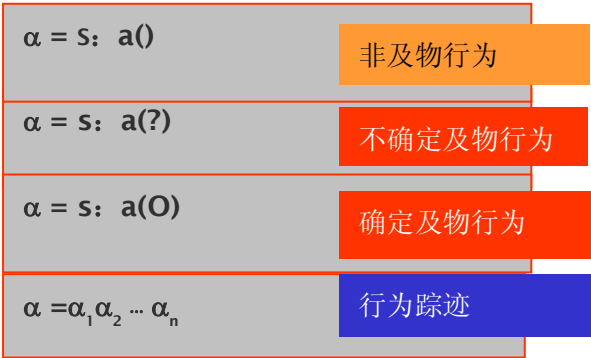 α = s：a()
非及物行为
α = s：a(?)
不确定及物行为
α = s：a(O)
确定及物行为
α =α₁α₂ … αₙ
行为踪迹